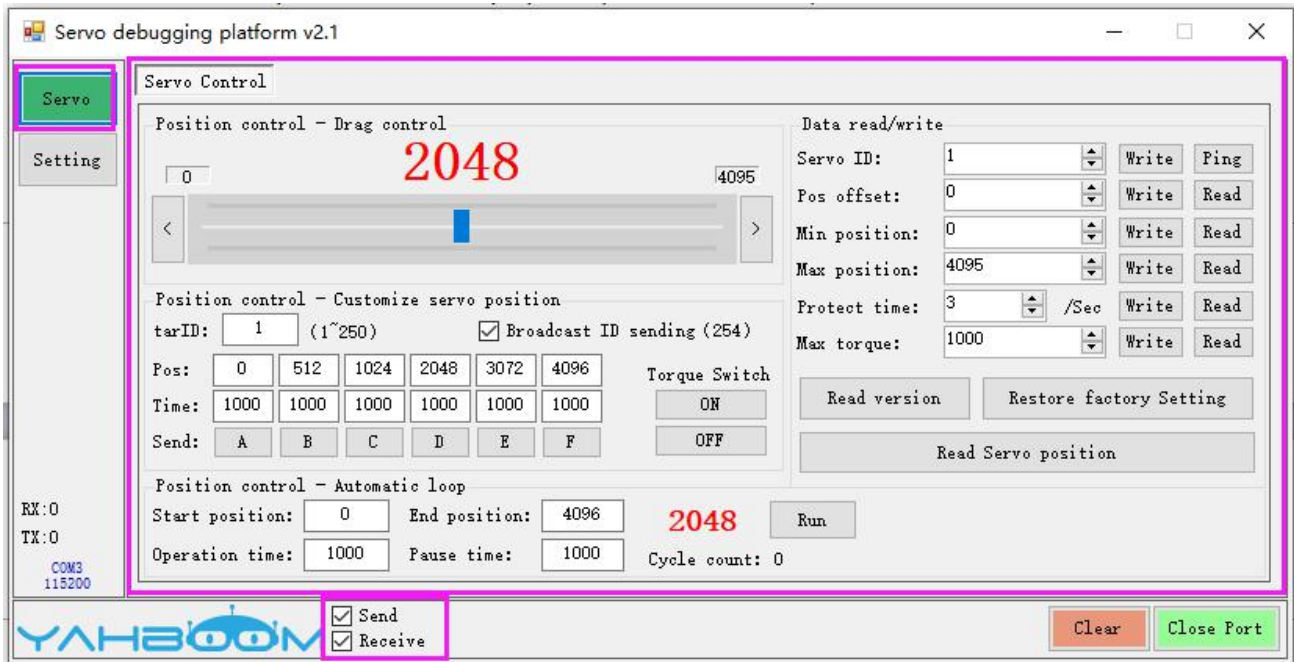 Servo debugging platform v2.1
Servo
Setting
RX:0
TX:0
COM3
115200
Servo Control
Position control - Drag control
2048
0
4095
<
>
Position control - Customize servo position
tarID: 1 (1~250) Broadcast ID sending (254)
Pos: 0 512 1024 2048 3072 4096
Time: 1000 1000 1000 1000 1000 1000
Send: A B C D E F
Torque Switch
ON
OFF
Position control - Automatic loop
Start position: 0 End position: 4096
Operation time: 1000 Pause time: 1000
2048
Cycle count: 0
Run
Data read/write
Servo ID: 1 Write Ping
Pos offset: 0 Write Read
Min position: 0 Write Read
Max position: 4095 Write Read
Protect time: 3 /Sec Write Read
Max torque: 1000 Write Read
Read version Restore factory Setting
Read Servo position
YAHBOOM
Send
Receive
Clear Close Port